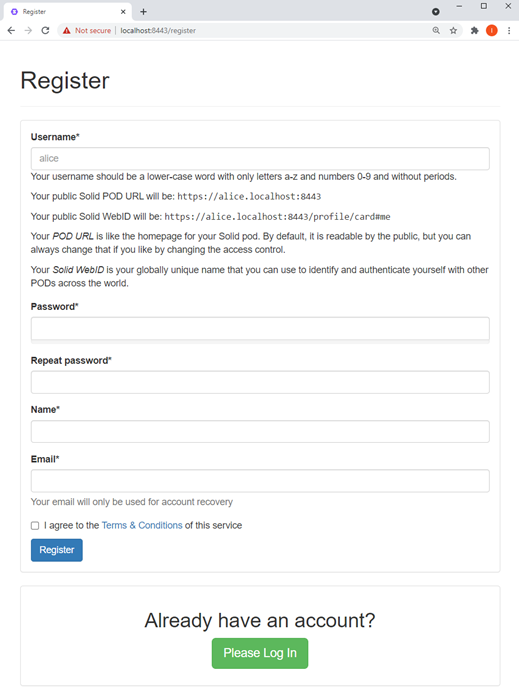 Register
Not secure | localhost:8443/register
Register
Username*
alice
Your username should be a lower-case word with only letters a-z and numbers 0-9 and without periods.
Your public Solid POD URL will be: https://alice.localhost:8443
Your public Solid WebID will be: https://alice.localhost:8443/profile/card#me
Your POD URL is like the homepage for your Solid pod. By default, it is readable by the public, but you can
always change that if you like by changing the access control.
Your Solid WebID is your globally unique name that you can use to identify and authenticate yourself with other
PODs across the world.
Password*
Repeat password*
Name*
Email*
Your email will only be used for account recovery
I agree to the Terms & Conditions of this service
Register
Already have an account?
Please Log In